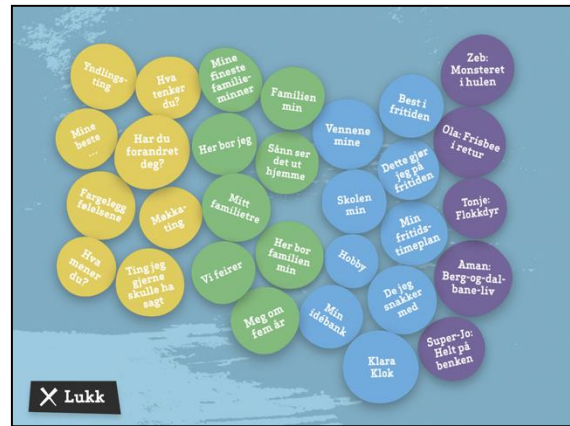 Yndlings-
ting
Hva
tenker
du?
Mine
beste
...
Har du
forandret
deg?
Fargelegg
følelsene
Møkka-
ting
Hva
mener
du?
Ting jeg
gjerne
skulle ha
sagt
Mine
fineste
familie-
minner
Familien
min
Her bor jeg
Sånn ser
det ut
hjemme
Mitt
familietre
Her bor
familien
min
Vi feirer
Meg om
fem år
Vennene
mine
Best i
fritiden
Dette gjør
jeg på
fritiden
Skolen
min
Min
fritids-
timeplan
Hobby
De jeg
snakker
med
Min
idébank
Klara
Klok
Zeb:
Monsteret
i hulen
Ola: Frisbee
i retur
Tonje:
Flokkdyr
Aman:
Berg-og-dal-
bane-liv
Super-Jo:
Helt på
benken
Lukk